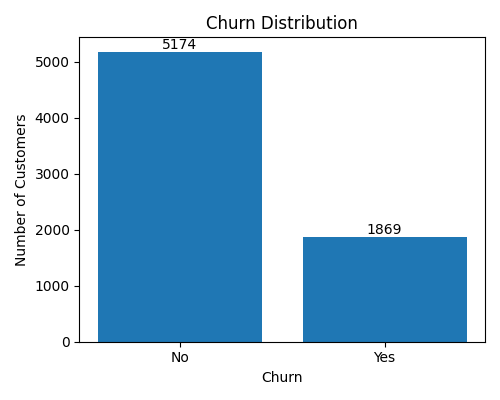 Churn Distribution
5174
1869
5000
4000
3000
2000
1000
0
Number of Customers
No Yes
Churn